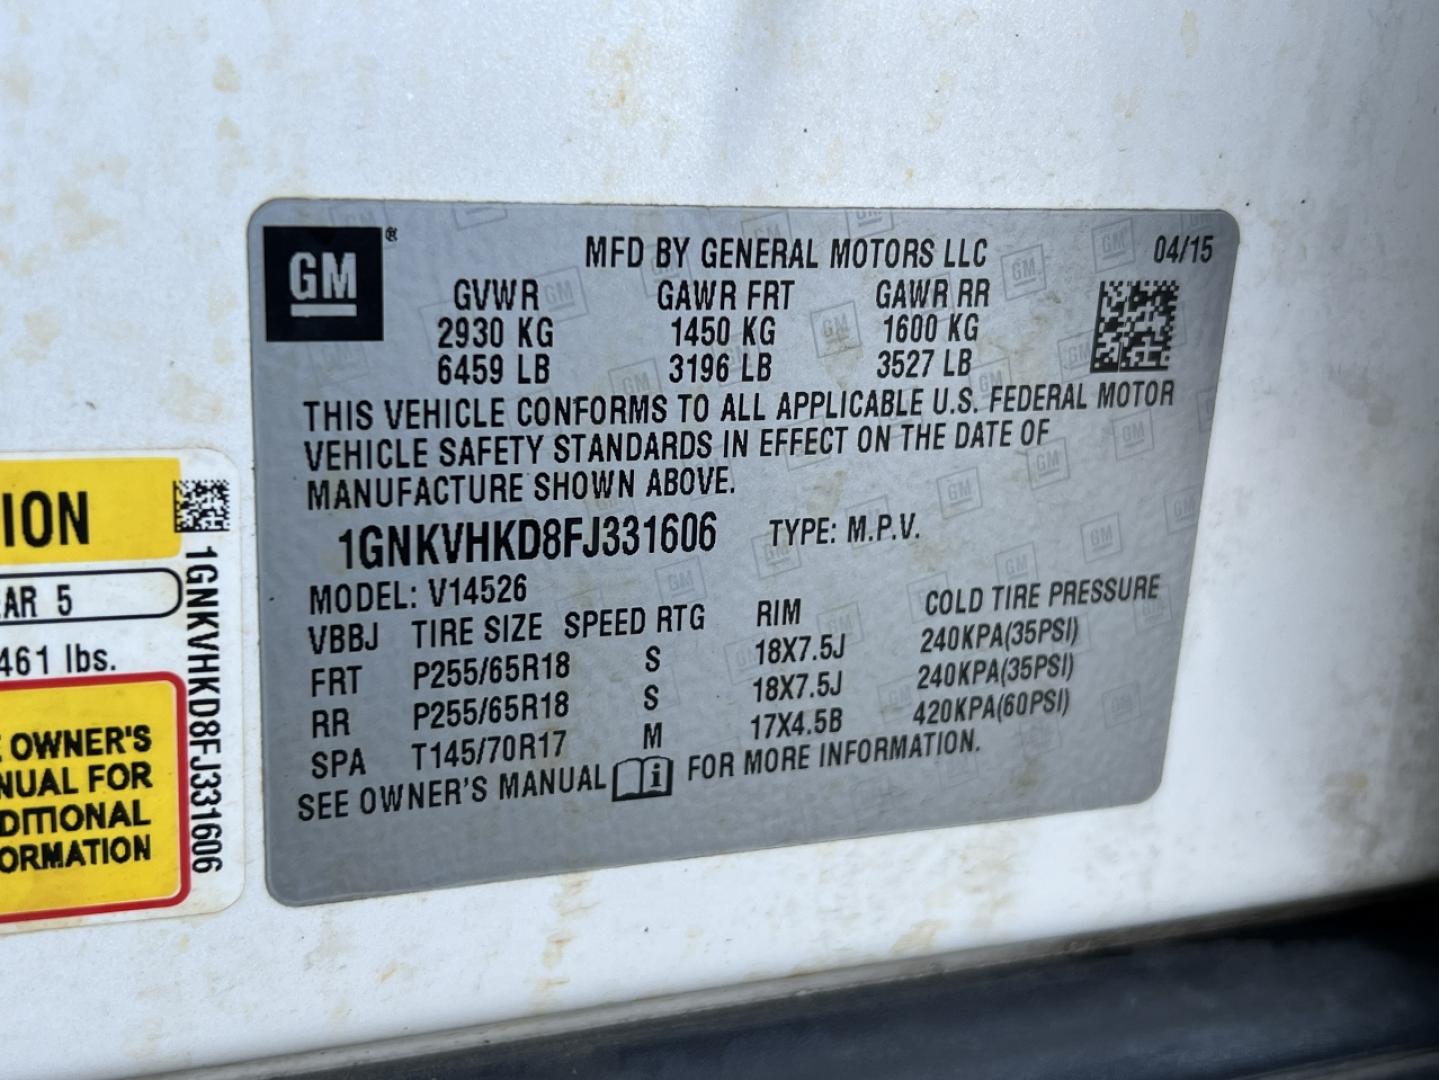 GM ®
MFD BY GENERAL MOTORS LLC 04/15
GVWR GAWR FRT GAWR RR
2930 KG 1450 KG 1600 KG
6459 LB 3196 LB 3527 LB
THIS VEHICLE CONFORMS TO ALL APPLICABLE U.S. FEDERAL MOTOR
VEHICLE SAFETY STANDARDS IN EFFECT ON THE DATE OF
MANUFACTURE SHOWN ABOVE.
1GNKVHKD8FJ331606 TYPE: M.P.V.
MODEL: V14526
VBBJ TIRE SIZE SPEED RTG RIM COLD TIRE PRESSURE
FRT P255/65R18 S 18X7.5J 240KPA(35PSI)
RR P255/65R18 S 18X7.5J 240KPA(35PSI)
SPA T145/70R17 M 17X4.5B 420KPA(60PSI)
SEE OWNER'S MANUAL i FOR MORE INFORMATION.
ION
AR 5
461 lbs.
E OWNER'S
NUAL FOR
DITIONAL
ORMATION
1GNKVHKD8FJ331606